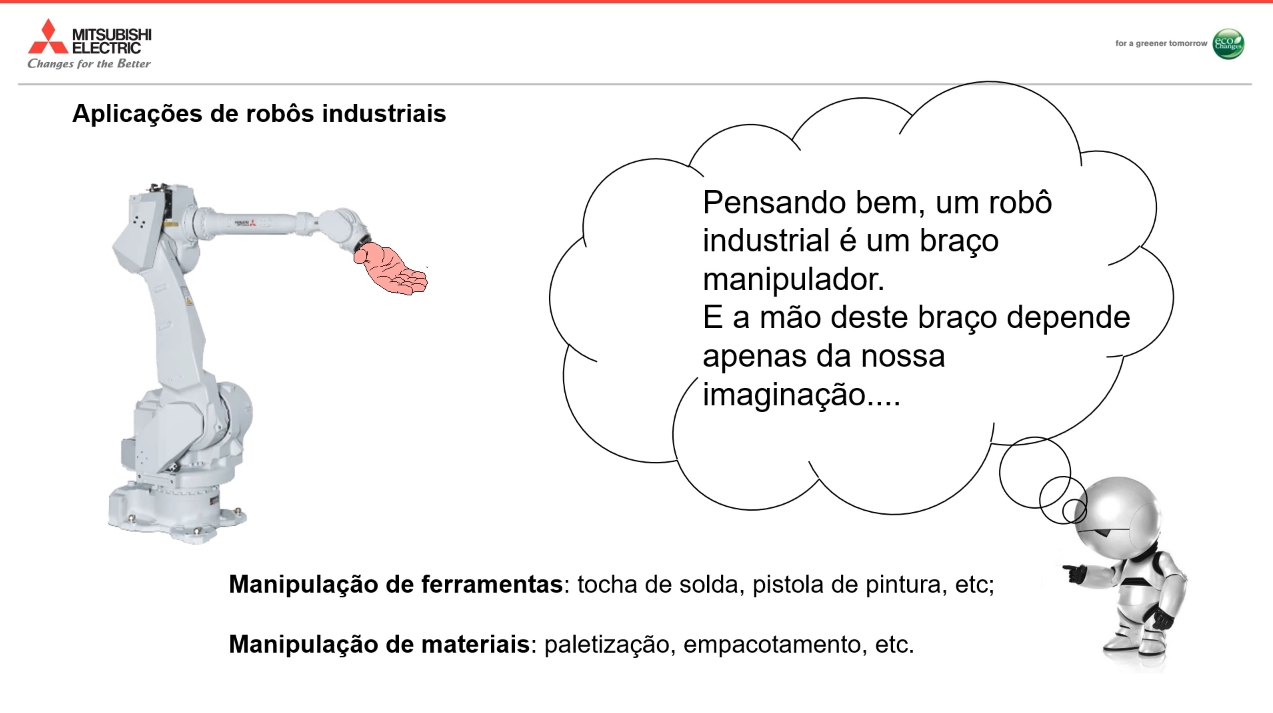 MITSUBISHI
ELECTRIC
Changes for the Better
for a greener tomorrow
eco
Changes
Aplicações de robôs industriais
Pensando bem, um robô
industrial é um braço
manipulador.
E a mão deste braço depende
apenas da nossa
imaginação....
Manipulação de ferramentas: tocha de solda, pistola de pintura, etc;
Manipulação de materiais: paletização, empacotamento, etc.